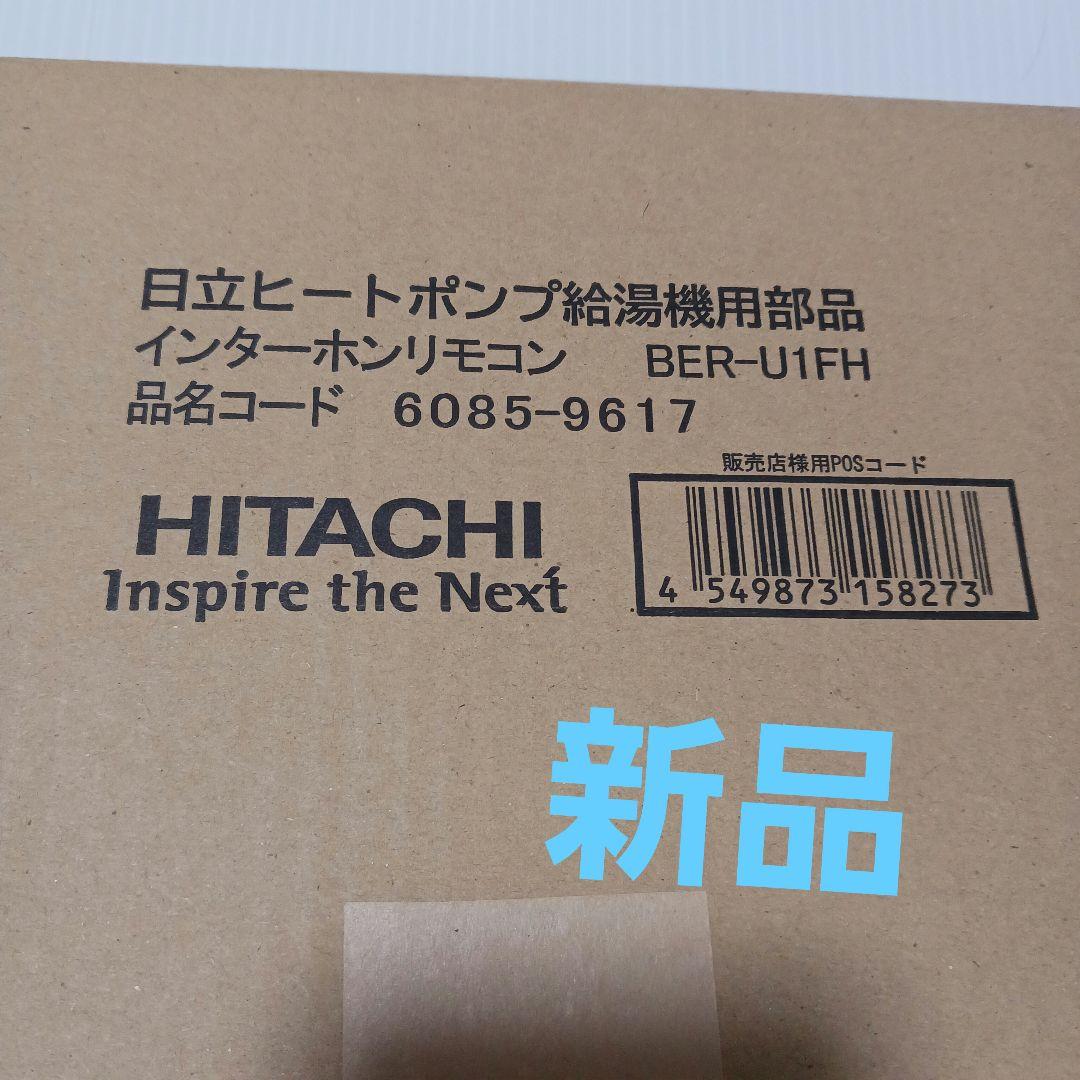 日立ヒートポンプ給湯機用部品
インターホンリモコン BER-U1FH
品名コード 6085-9617
販売店様用POSコード
4 549873 158273
HITACHI
Inspire the Next
新品